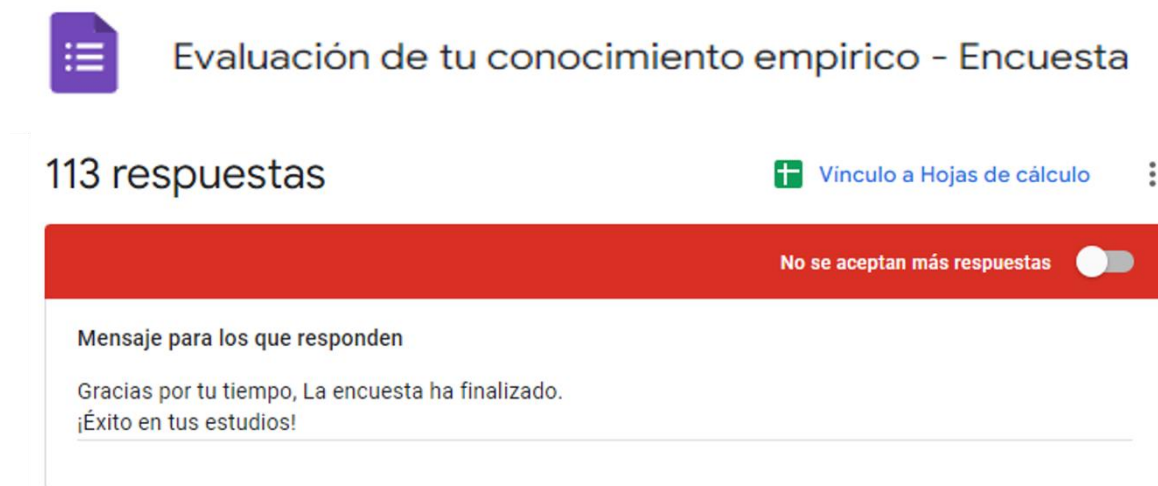 Evaluación de tu conocimiento empirico - Encuesta
113 respuestas
Vínculo a Hojas de cálculo
No se aceptan más respuestas
Mensaje para los que responden
Gracias por tu tiempo, La encuesta ha finalizado.
¡Éxito en tus estudios!